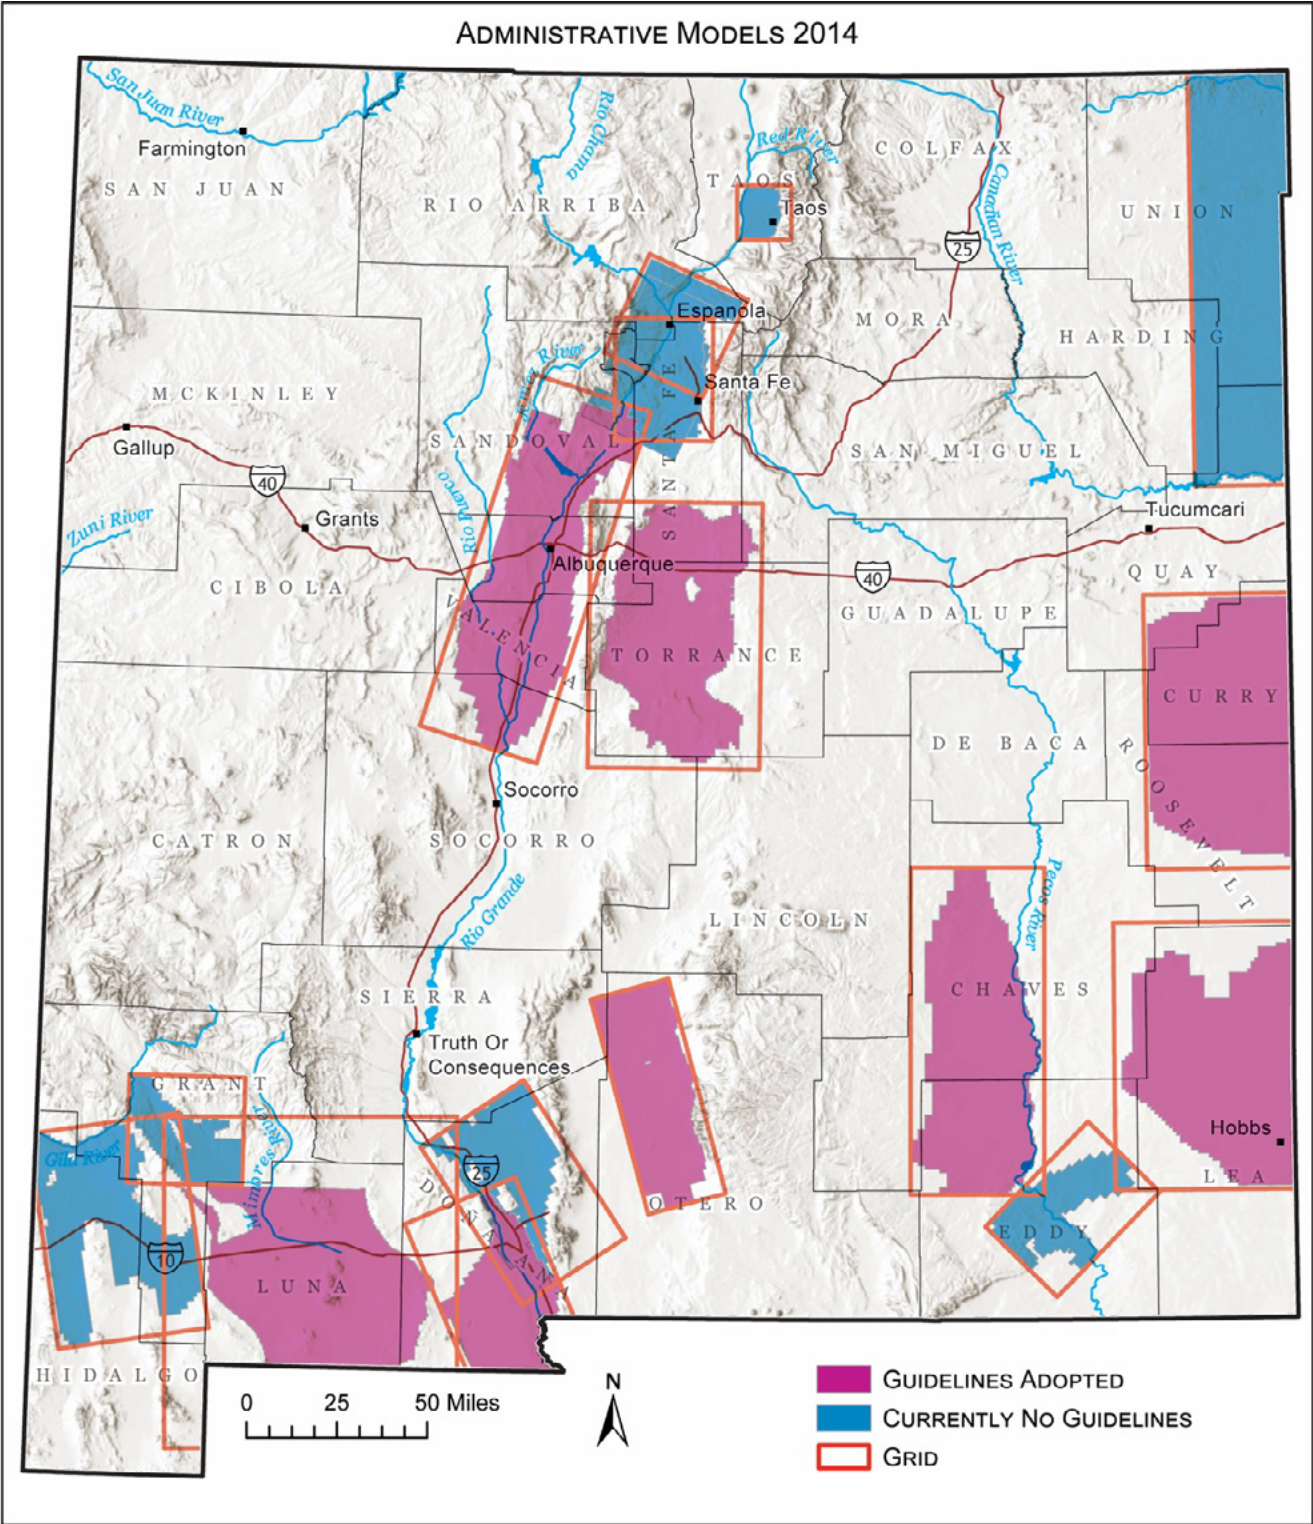 ADMINISTRATIVE MODELS 2014
San Juan River
Farmington
SAN JUAN
Rio Chama
RIO ARRIBA
Red River
TAOS
Taos
COLFAX
Canadian River
25
UNION
Espanola
MORA
HARDING
Santa Fe
SANTA FE
Jemez River
MCKINLEY
Gallup
40
SANDOVAL
SAN MIGUEL
Rio Puerco
Zuni River
Grants
Tucumcari
Albuquerque
40
QUAY
CIBOLA
GUADALUPE
VALENCIA
TORRANCE
CURRY
DE BACA
ROOSEVELT
Socorro
CATRON
SOCORRO
Pecos River
Rio Grande
LINCOLN
SIERRA
CHAVES
Truth Or
Consequences
GRANT
Mimbres River
Gila River
Hobbs
LEA
25
DONA ANA
OTERO
EDDY
10
LUNA
HIDALGO
0 25 50 Miles
N
GUIDELINES ADOPTED
CURRENTLY NO GUIDELINES
GRID